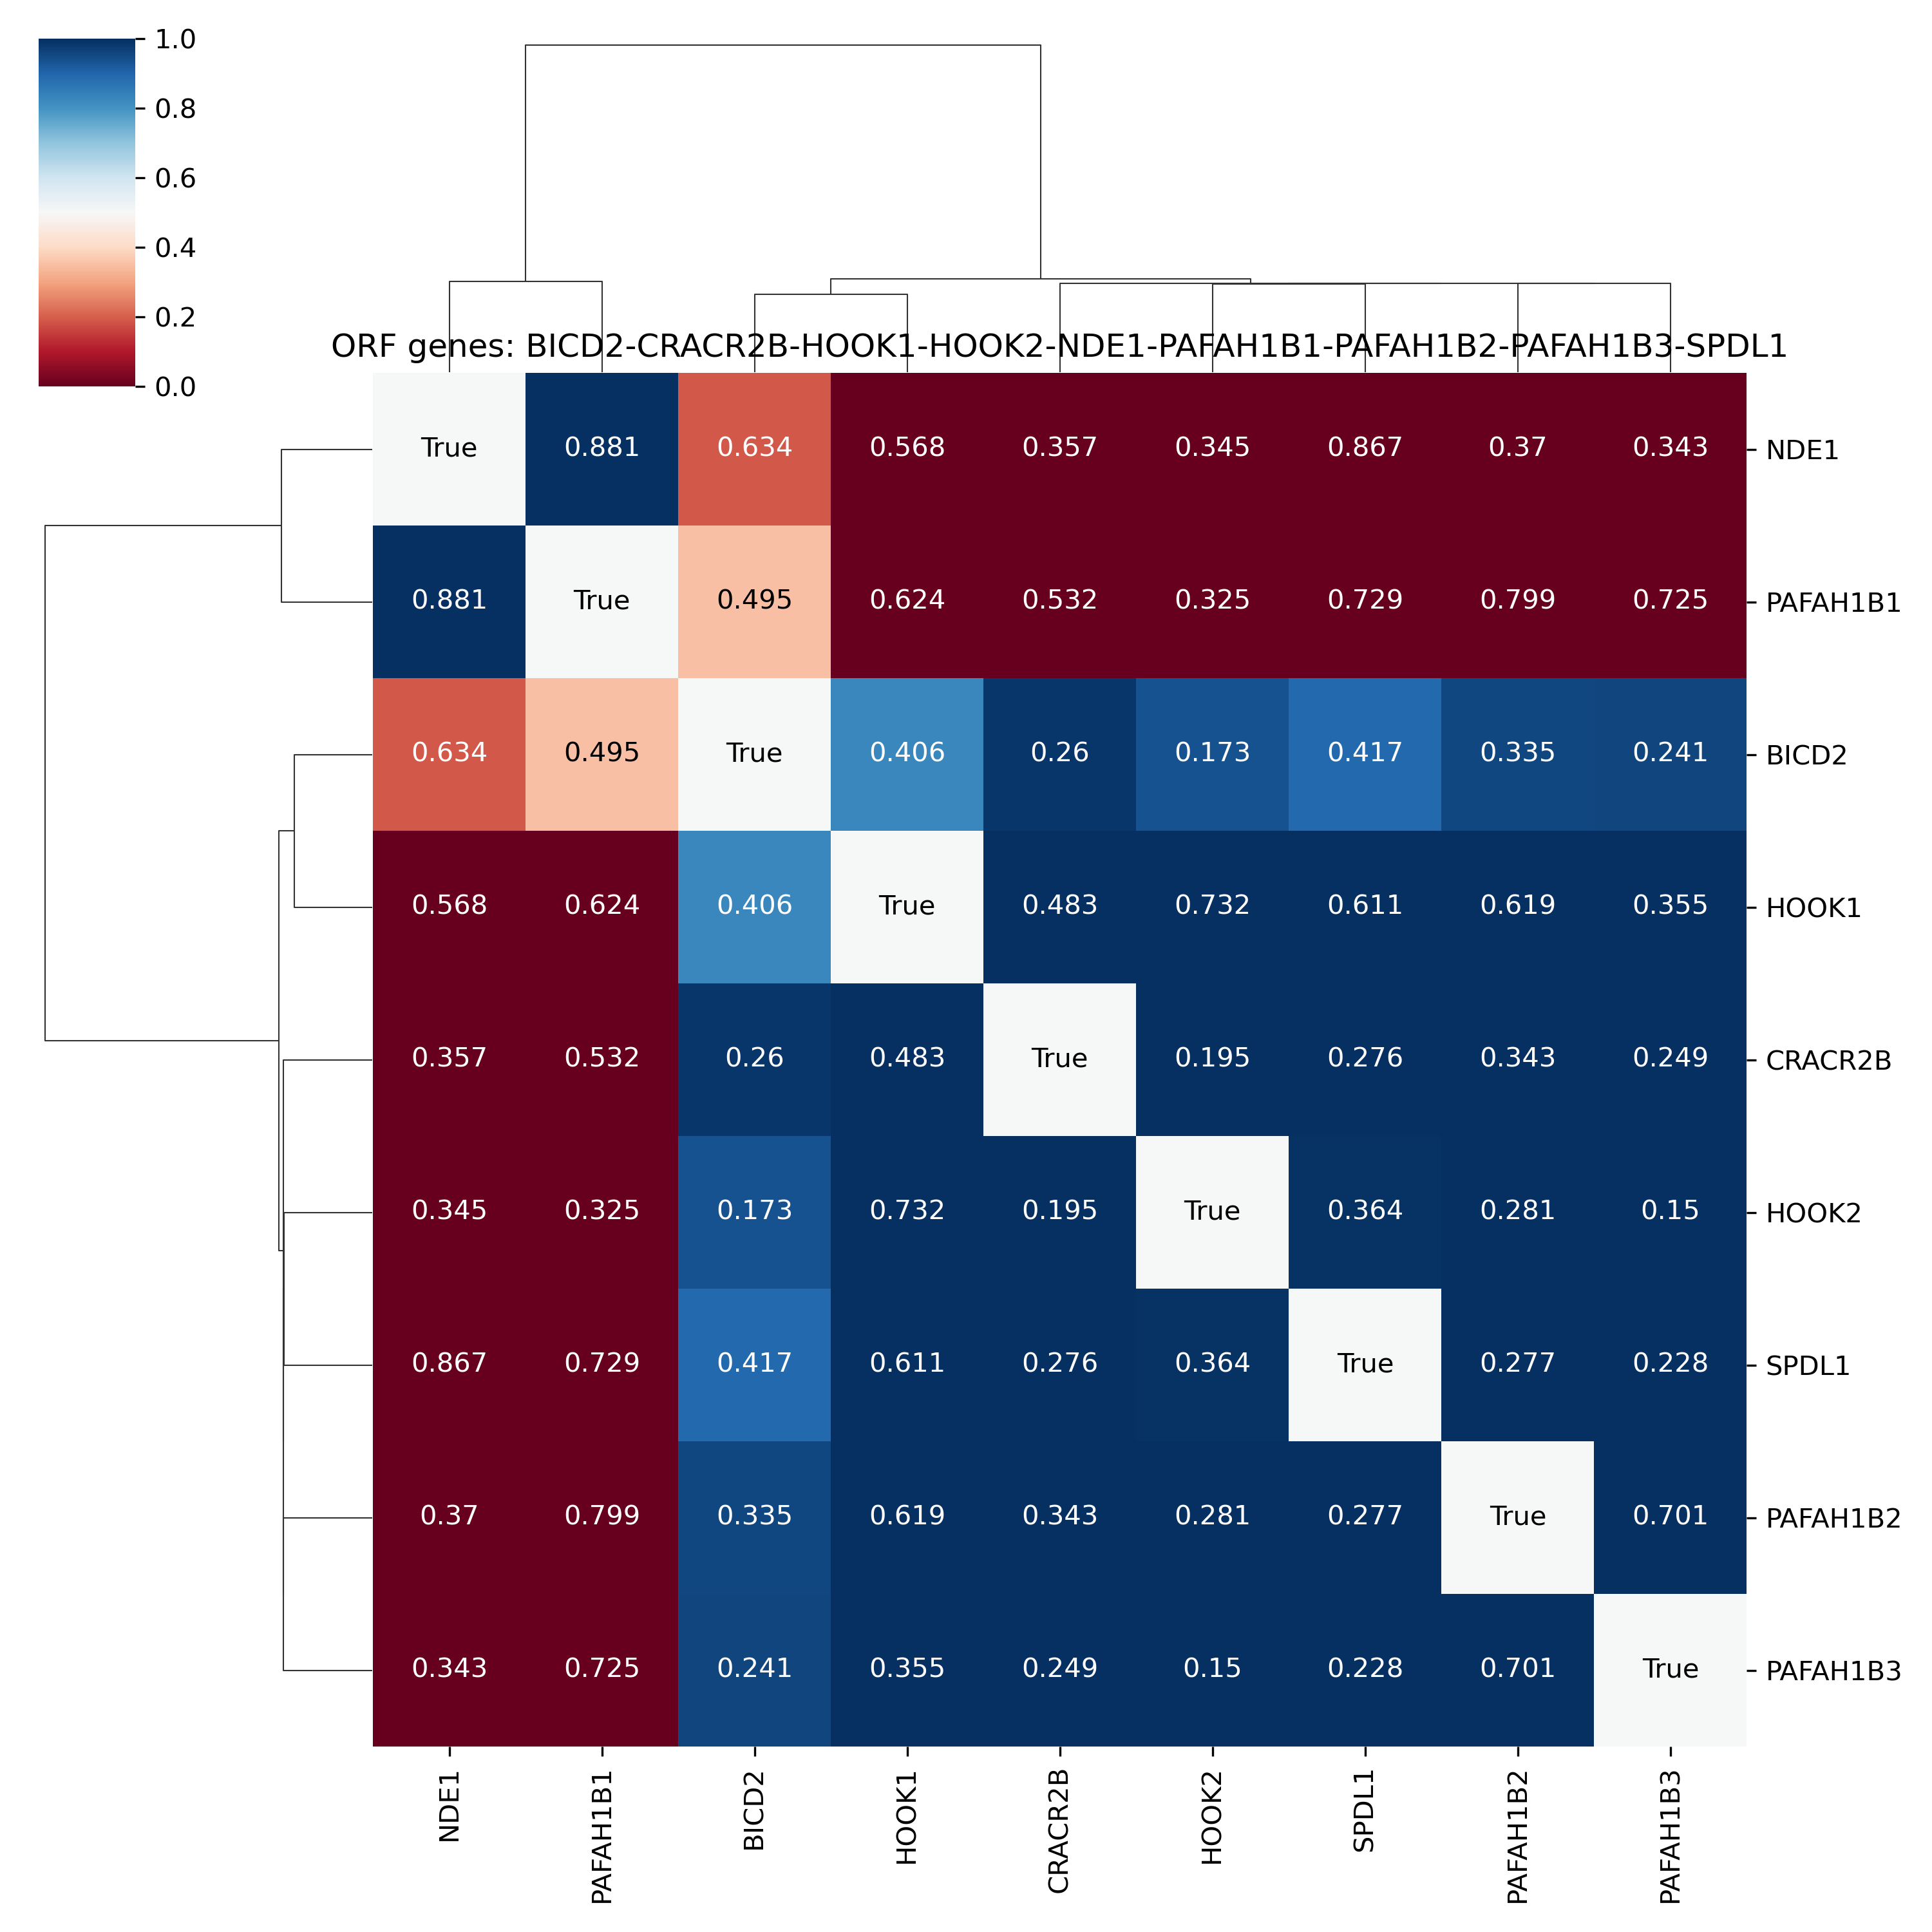 1.0
0.8
0.6
0.4
0.2
0.0
ORF genes: BICD2-CRACR2B-HOOK1-HOOK2-NDE1-PAFAH1B1-PAFAH1B2-PAFAH1B3-SPDL1
True 0.881 0.634 0.568 0.357 0.345 0.867 0.37 0.343 NDE1
0.881 True 0.495 0.624 0.532 0.325 0.729 0.799 0.725 PAFAH1B1
0.634 0.495 True 0.406 0.26 0.173 0.417 0.335 0.241 BICD2
0.568 0.624 0.406 True 0.483 0.732 0.611 0.619 0.355 HOOK1
0.357 0.532 0.26 0.483 True 0.195 0.276 0.343 0.249 CRACR2B
0.345 0.325 0.173 0.732 0.195 True 0.364 0.281 0.15 HOOK2
0.867 0.729 0.417 0.611 0.276 0.364 True 0.277 0.228 SPDL1
0.37 0.799 0.335 0.619 0.343 0.281 0.277 True 0.701 PAFAH1B2
0.343 0.725 0.241 0.355 0.249 0.15 0.228 0.701 True PAFAH1B3
NDE1 PAFAH1B1 BICD2 HOOK1 CRACR2B HOOK2 SPDL1 PAFAH1B2 PAFAH1B3